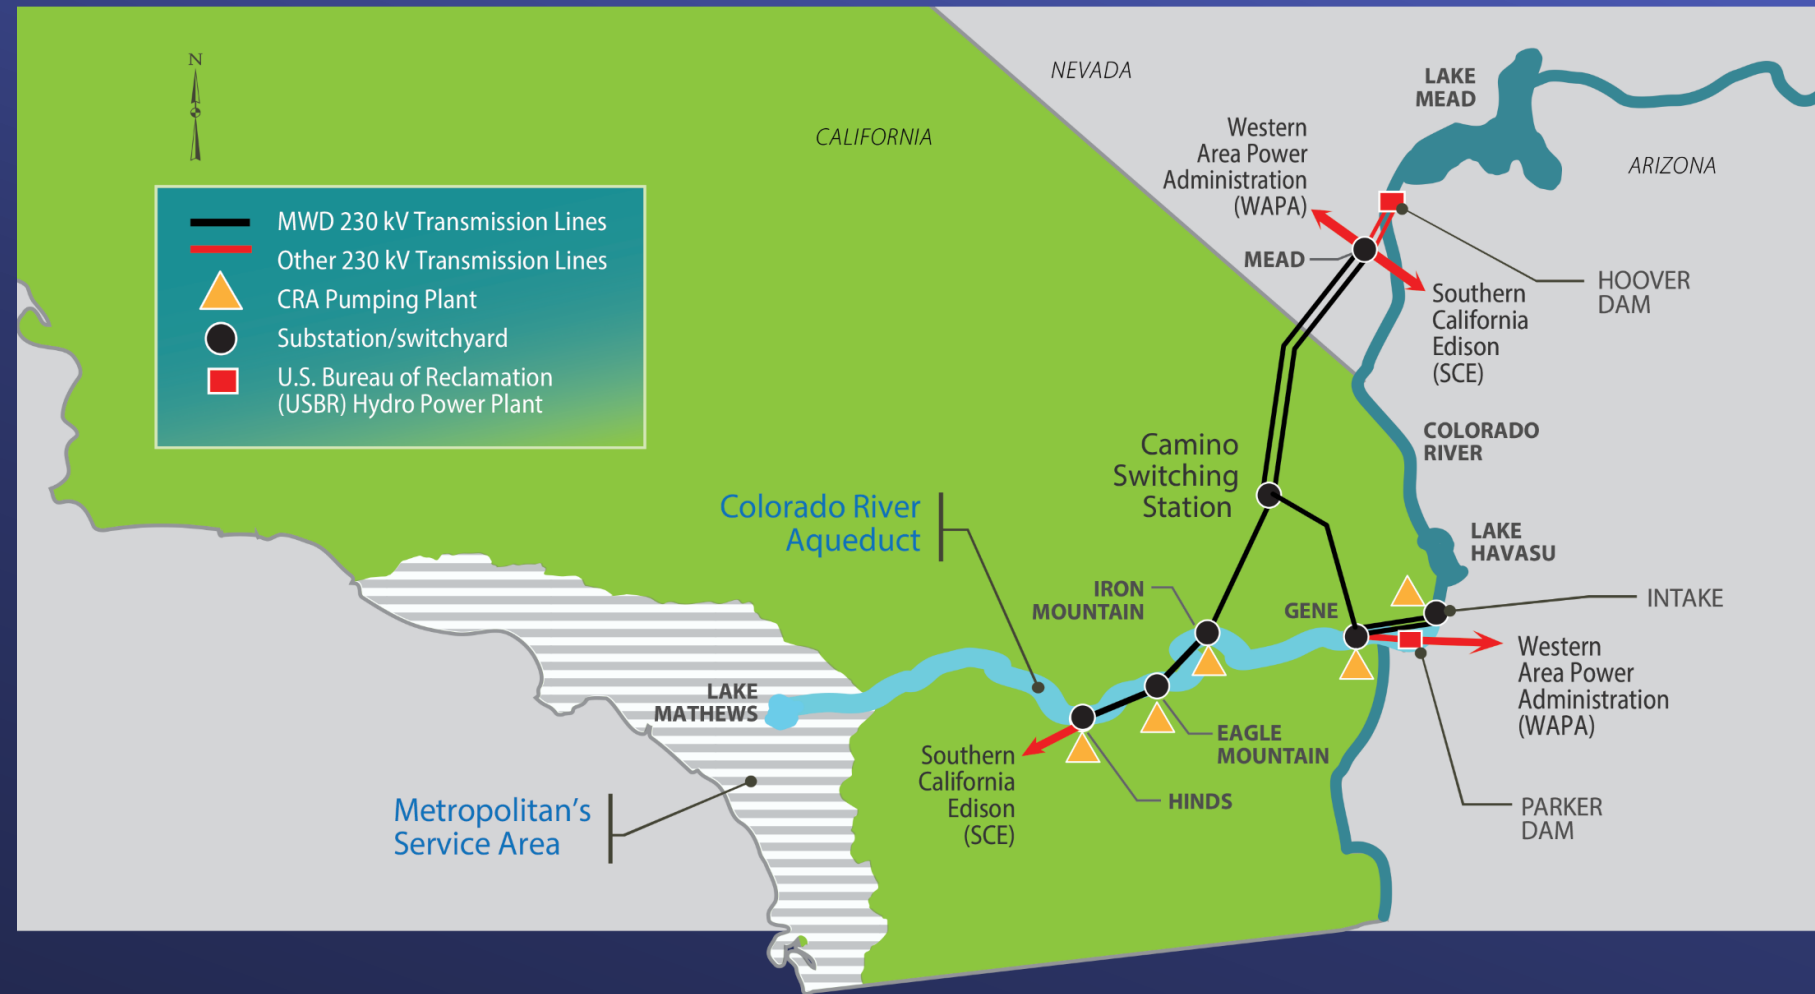 N
NEVADA
CALIFORNIA
ARIZONA
LAKE
MEAD
Western
Area Power
Administration
(WAPA)
MEAD
HOOVER
DAM
Southern
California
Edison
(SCE)
MWD 230 kV Transmission Lines
Other 230 kV Transmission Lines
CRA Pumping Plant
Substation/switchyard
U.S. Bureau of Reclamation
(USBR) Hydro Power Plant
COLORADO
RIVER
Camino
Switching
Station
Colorado River
Aqueduct
LAKE
HAVASU
IRON
MOUNTAIN
GENE
INTAKE
Western
Area Power
Administration
(WAPA)
LAKE
MATHEWS
EAGLE
MOUNTAIN
Southern
California
Edison
(SCE)
HINDS
PARKER
DAM
Metropolitan's
Service Area